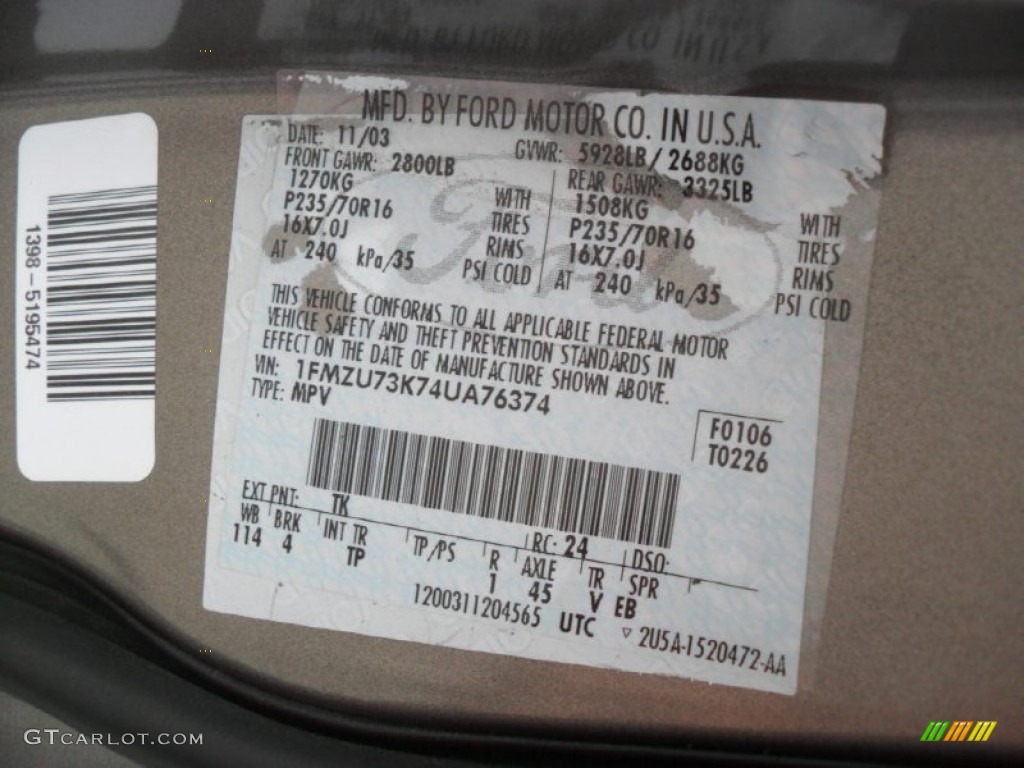 MFD. BY FORD MOTOR CO. IN U.S.A.
DATE: 11/03 GVWR: 5928LB/ 2688KG
FRONT GAWR: 2800LB REAR GAWR: 3325LB
1270KG WITH 1508KG WITH
P235/70R16 TIRES P235/70R16 TIRES
16X7.0J RIMS 16X7.0J RIMS
AT 240 kPa/35 PSI COLD AT 240 kPa/35 PSI COLD
THIS VEHICLE CONFORMS TO ALL APPLICABLE FEDERAL MOTOR
VEHICLE SAFETY AND THEFT PREVENTION STANDARDS IN
EFFECT ON THE DATE OF MANUFACTURE SHOWN ABOVE.
VIN: 1FMZU73K74UA76374
TYPE: MPV
F0106
T0226
EXT PNT: TK RC: 24 DSO:
WB BRK INT TR TP/PS R AXLE TR SPR
114 4 TP 1 45 V EB
1200311204565 UTC ▽ 2U5A-1520472-AA
1398-5195474
Ford
GTCARLOT.COM